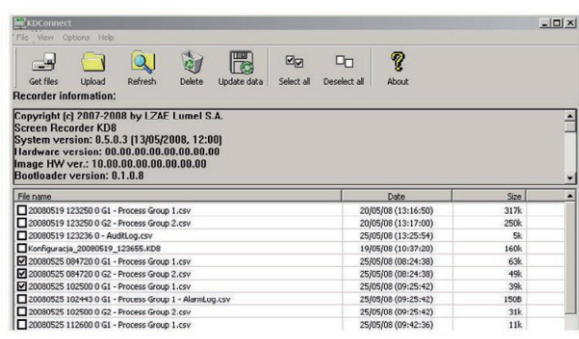 KDConnect
File View Options Help
Get files Upload Refresh Delete Update data Select all Deselect all About
Recorder information:
Copyright (c) 2007-2008 by LZAE Lumel S.A.
Screen Recorder KD8
System version: 0.5.0.3 (13/05/2008, 12:00)
Hardware version: 00.00.00.00.00.00.00
Image HW ver.: 10.00.00.00.00.00.00
Bootloader version: 0.1.0.8
File name Date Size
20080519 123250 0 G1 - Process Group 1.csv 20/05/08 (13:16:50) 317k
20080519 123250 0 G2 - Process Group 2.csv 20/05/08 (13:17:00) 250k
20080519 123236 0 - AuditLog.csv 25/05/08 (13:25:54) 5k
Konfiguracja_20080519_123655.KD8 19/05/08 (10:37:20) 160k
20080525 084720 0 G1 - Process Group 1.csv 25/05/08 (08:24:38) 63k
20080525 084720 0 G2 - Process Group 2.csv 25/05/08 (08:24:38) 49k
20080525 102500 0 G1 - Process Group 1.csv 25/05/08 (09:25:42) 39k
20080525 102443 0 G1 - Process Group 1 - AlarmLog.csv 25/05/08 (09:25:42) 150B
20080525 102500 0 G2 - Process Group 2.csv 25/05/08 (09:25:42) 31k
20080525 112600 0 G1 - Process Group 1.csv 25/05/08 (09:42:36) 11k